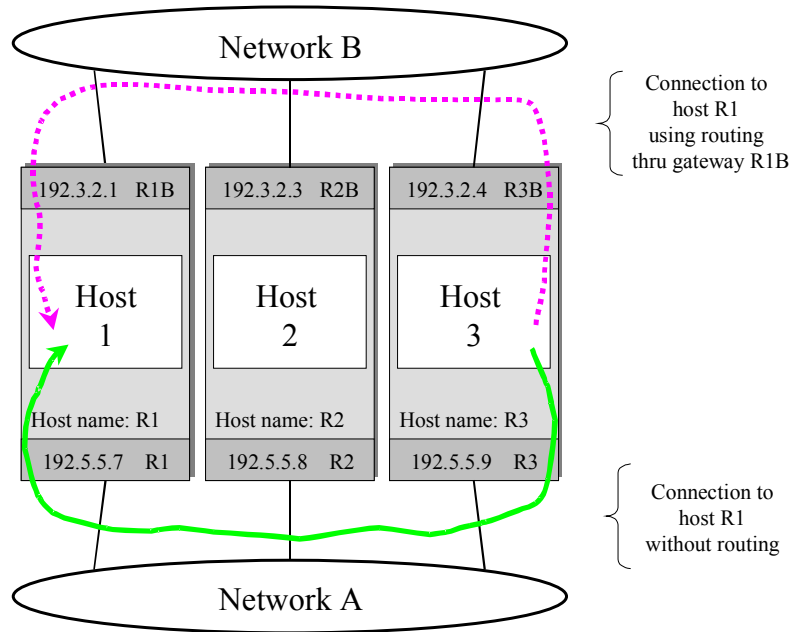 Network B
Connection to
host R1
using routing
thru gateway R1B
192.3.2.1 R1B
192.3.2.3 R2B
192.3.2.4 R3B
Host
1
Host
2
Host
3
Host name: R1
Host name: R2
Host name: R3
192.5.5.7 R1
192.5.5.8 R2
192.5.5.9 R3
Connection to
host R1
without routing
Network A